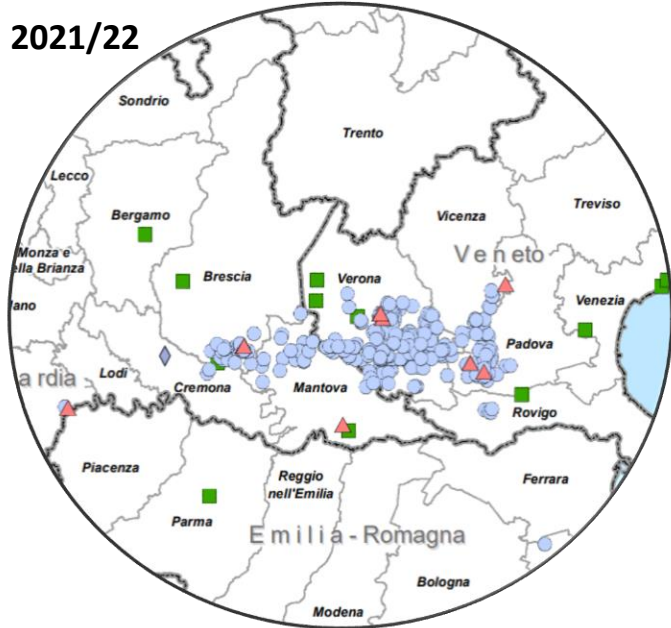 2021/22
Sondrio
Trento
Lecco
Bergamo
Vicenza
Treviso
Veneto
Monza e
ella Brianza
Brescia
Verona
Venezia
lano
Padova
Lodi
ardia
Cremona
Mantova
Rovigo
Piacenza
Reggio
nell'Emilia
Ferrara
Parma
Emilia - Romagna
Bologna
Modena